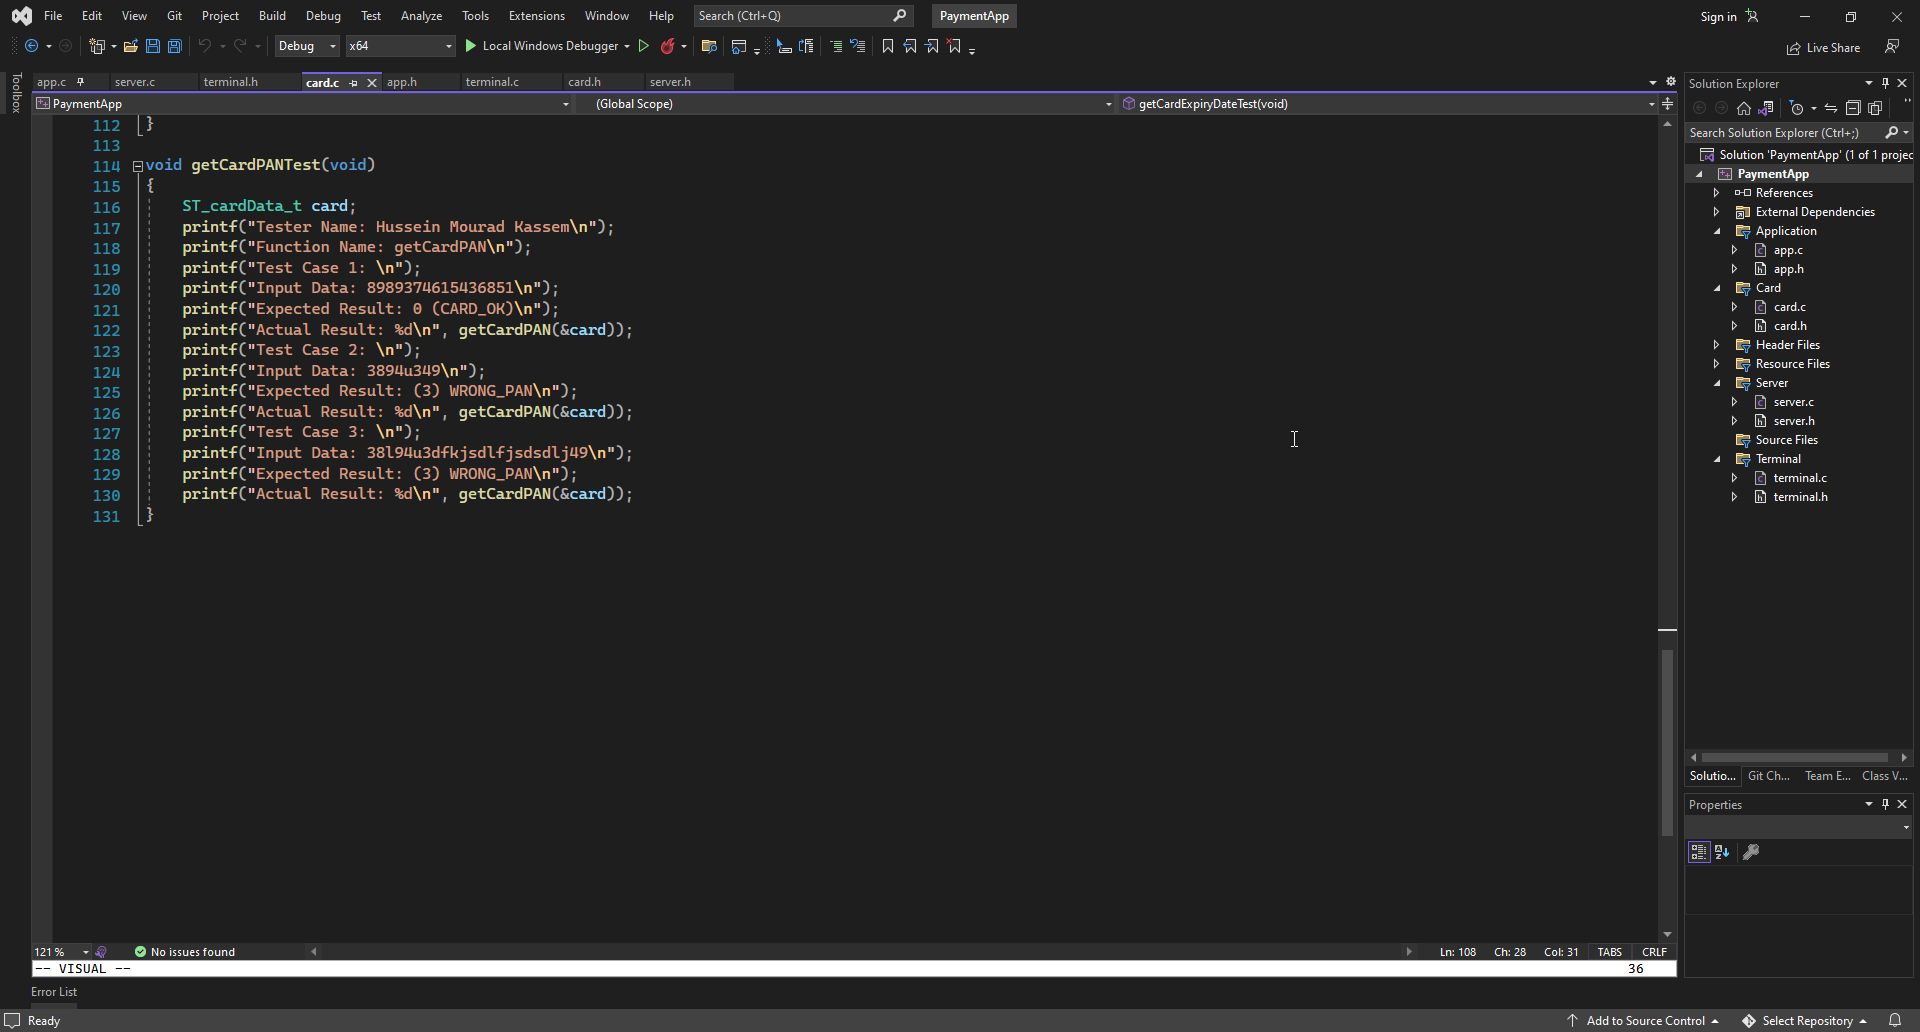 File Edit View Git Project Build Debug Test Analyze Tools Extensions Window Help Search (Ctrl+Q) PaymentApp Sign in
Debug x64 Local Windows Debugger Live Share
Toolbox
app.c server.c terminal.h card.c app.h terminal.c card.h server.h
PaymentApp (Global Scope) getCardExpiryDateTest(void)
112 }
113
114 void getCardPANTest(void)
115 {
116 ST_cardData_t card;
117 printf("Tester Name: Hussein Mourad Kassem\n");
118 printf("Function Name: getCardPAN\n");
119 printf("Test Case 1: \n");
120 printf("Input Data: 8989374615436851\n");
121 printf("Expected Result: 0 (CARD_OK)\n");
122 printf("Actual Result: %d\n", getCardPAN(&card));
123 printf("Test Case 2: \n");
124 printf("Input Data: 3894u349\n");
125 printf("Expected Result: (3) WRONG_PAN\n");
126 printf("Actual Result: %d\n", getCardPAN(&card));
127 printf("Test Case 3: \n");
128 printf("Input Data: 38l94u3dfkjsdlfjsdsdlj49\n");
129 printf("Expected Result: (3) WRONG_PAN\n");
130 printf("Actual Result: %d\n", getCardPAN(&card));
131 }
121 % No issues found Ln: 108 Ch: 28 Col: 31 TABS CRLF
-- VISUAL -- 36
Error List
Ready Add to Source Control Select Repository
Solution Explorer
Search Solution Explorer (Ctrl+;)
Solution 'PaymentApp' (1 of 1 projec
PaymentApp
References
External Dependencies
Application
app.c
app.h
Card
card.c
card.h
Header Files
Resource Files
Server
server.c
server.h
Source Files
Terminal
terminal.c
terminal.h
Solutio... Git Ch... Team E... Class V...
Properties